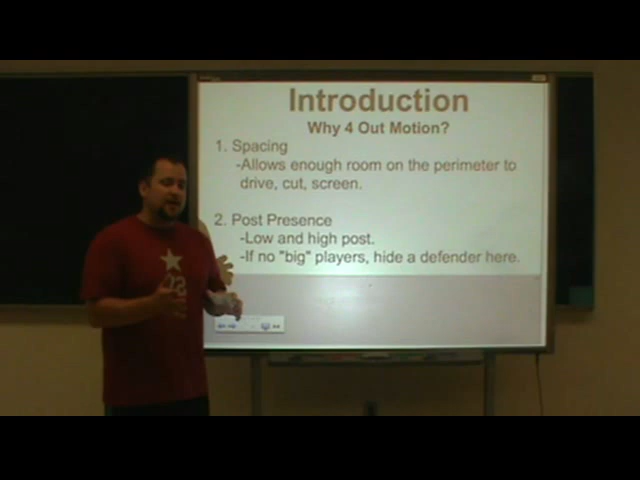 Introduction
Why 4 Out Motion?
1. Spacing
-Allows enough room on the perimeter to
drive, cut, screen.
2. Post Presence
-Low and high post.
-If no "big" players, hide a defender here.